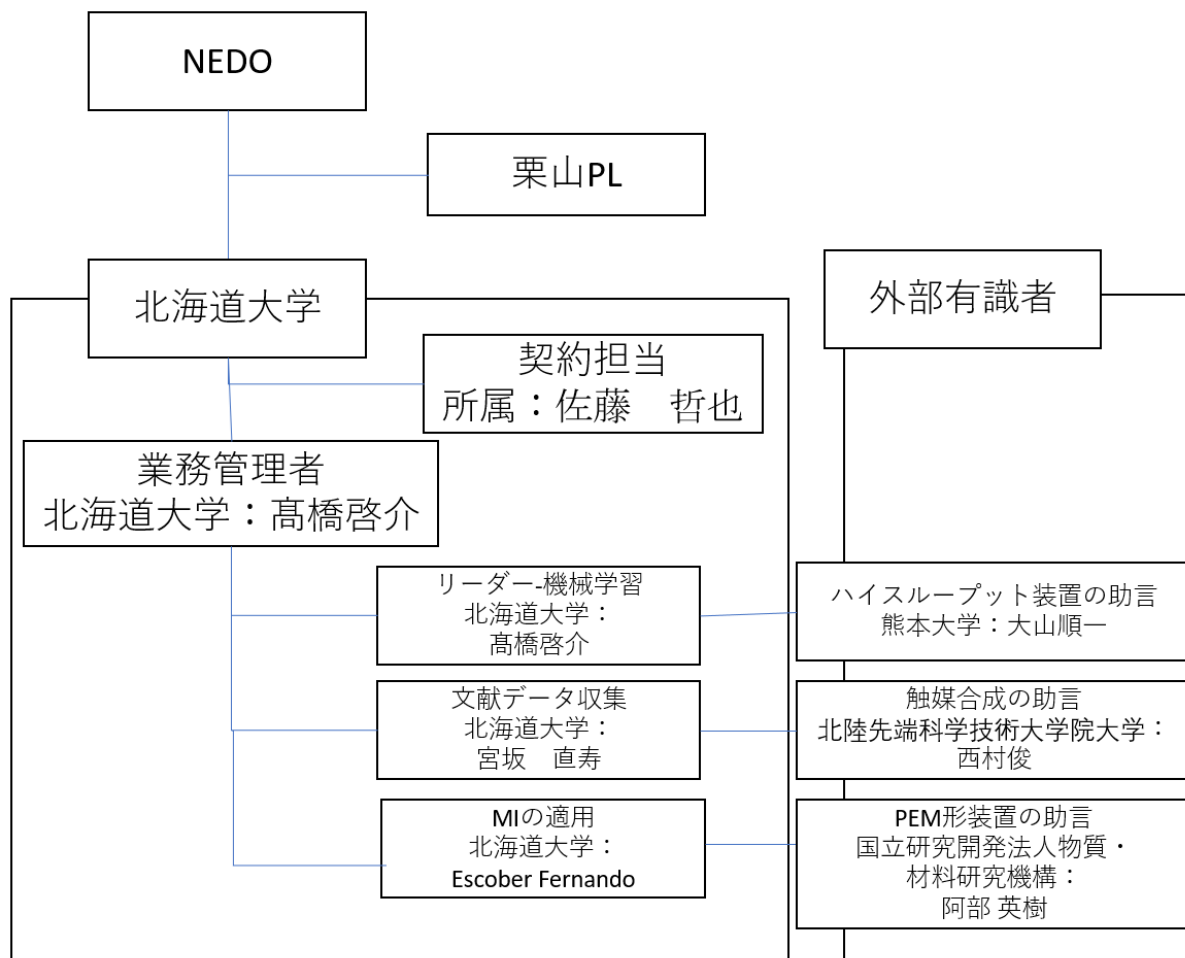 NEDO
栗山PL
北海道大学
外部有識者
契約担当
所属：佐藤　哲也
業務管理者
北海道大学：髙橋啓介
リーダー-機械学習
北海道大学：
髙橋啓介
ハイスループット装置の助言
熊本大学：大山順一
文献データ収集
北海道大学：
宮坂　直寿
触媒合成の助言
北陸先端科学技術大学院大学：
西村俊
MIの適用
北海道大学：
Escober Fernando
PEM形装置の助言
国立研究開発法人物質・
材料研究機構：
阿部 英樹